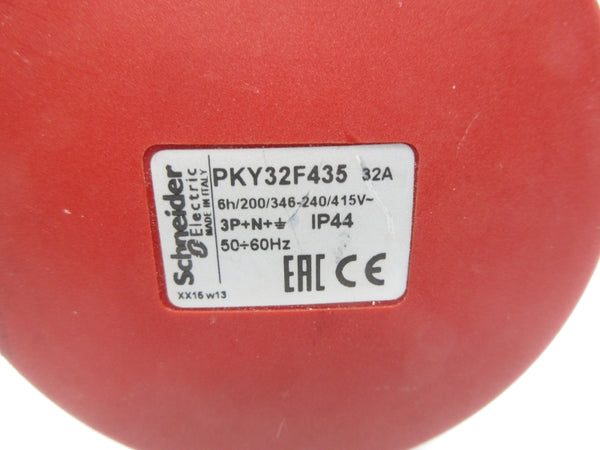 Schneider
Electric
MADE IN ITALY
PKY32F435 32A
6h/200/346-240/415V~
3P+N+⏚ IP44
50÷60Hz
EAC CE
XX16 w13